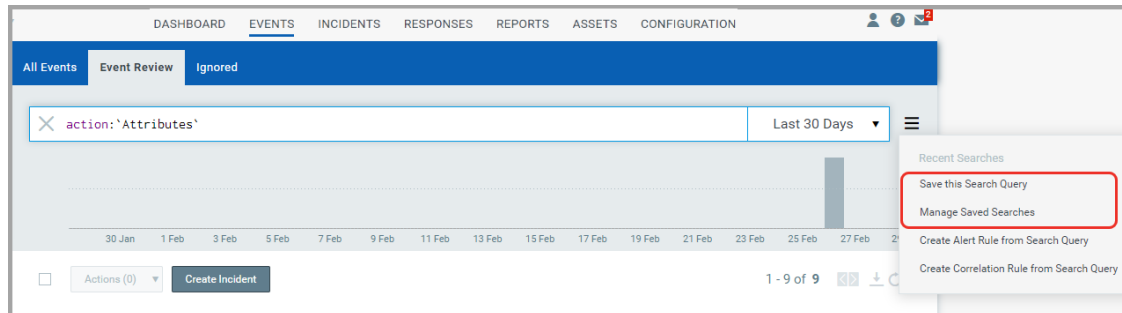 DASHBOARD EVENTS INCIDENTS RESPONSES REPORTS ASSETS CONFIGURATION 2
All Events Event Review Ignored
action:`Attributes` Last 30 Days
Recent Searches
Save this Search Query
Manage Saved Searches
Create Alert Rule from Search Query
Create Correlation Rule from Search Query
30 Jan 1 Feb 3 Feb 5 Feb 7 Feb 9 Feb 11 Feb 13 Feb 15 Feb 17 Feb 19 Feb 21 Feb 23 Feb 25 Feb 27 Feb
Actions (0) Create Incident 1 - 9 of 9